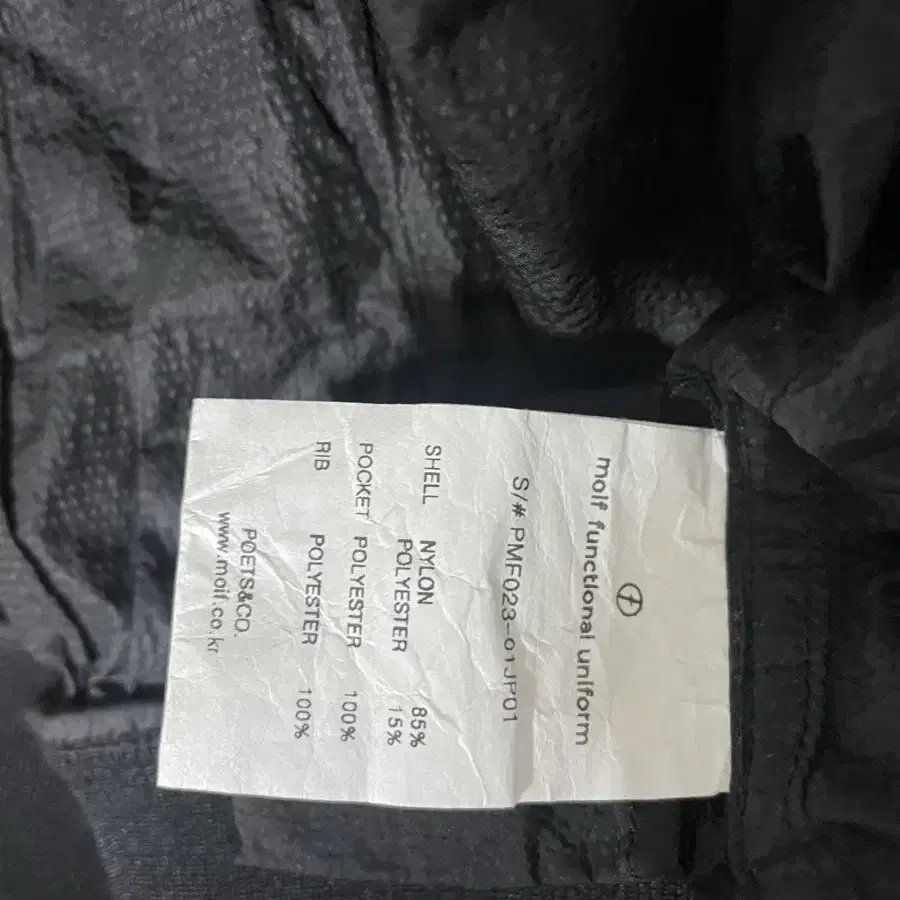 molf functional uniform
S/# PMF023-01JP01
SHELL NYLON 85%
POLYESTER 15%
POCKET POLYESTER 100%
RIB POLYESTER 100%
POETS&CO.
www.molf.co.kr